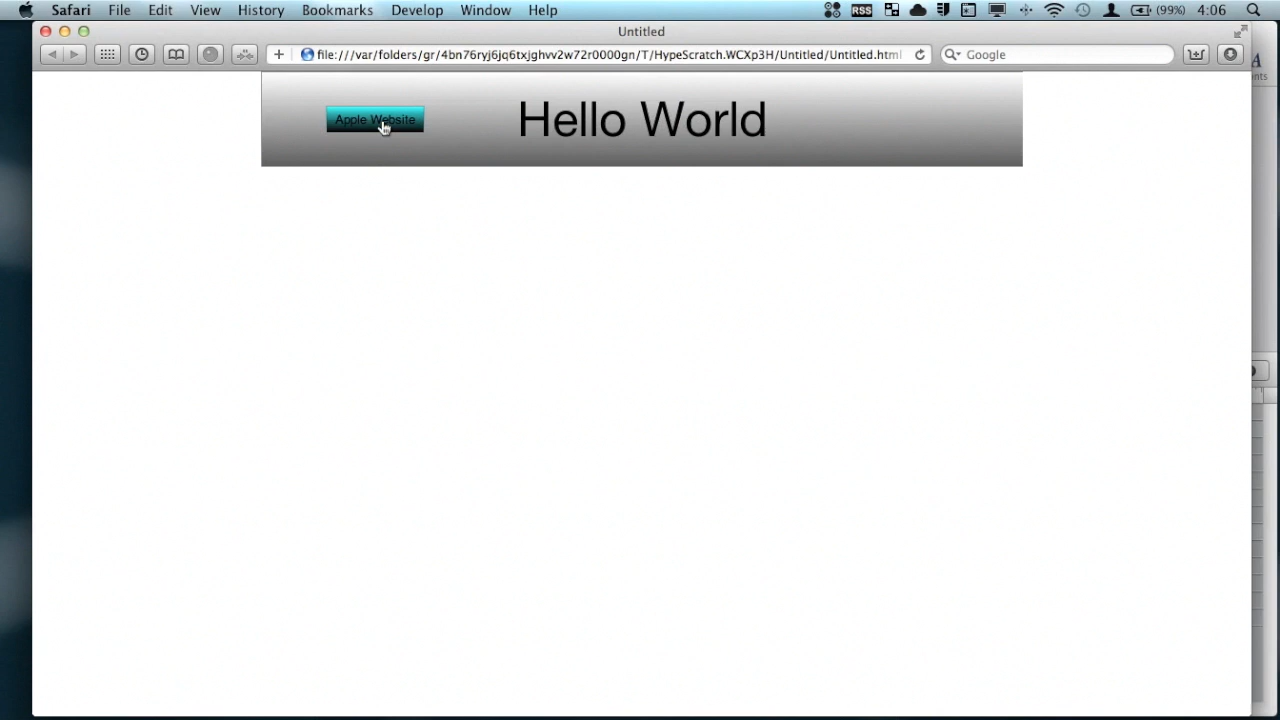 Safari File Edit View History Bookmarks Develop Window Help RSS (99%) 4:06
Untitled
file:///var/folders/gr/4bn76ryj6jq6txjghvv2w72r0000gn/T/HypeScratch.WCXp3H/Untitled/Untitled.html
Google
Apple Website
Hello World